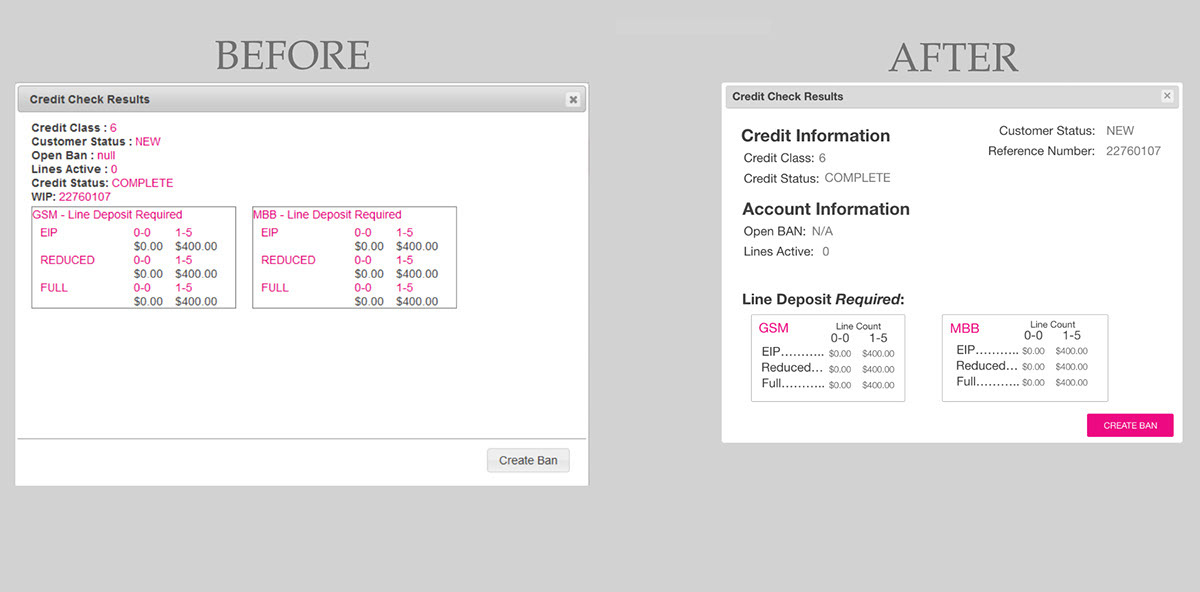 BEFORE
Credit Check Results
Credit Class : 6
Customer Status : NEW
Open Ban : null
Lines Active : 0
Credit Status: COMPLETE
WIP: 22760107
GSM - Line Deposit Required
EIP 0-0 1-5
$0.00 $400.00
REDUCED 0-0 1-5
$0.00 $400.00
FULL 0-0 1-5
$0.00 $400.00
MBB - Line Deposit Required
EIP 0-0 1-5
$0.00 $400.00
REDUCED 0-0 1-5
$0.00 $400.00
FULL 0-0 1-5
$0.00 $400.00
Create Ban
AFTER
Credit Check Results
Credit Information
Credit Class: 6
Credit Status: COMPLETE
Customer Status: NEW
Reference Number: 22760107
Account Information
Open BAN: N/A
Lines Active: 0
Line Deposit Required:
GSM Line Count
0-0 1-5
EIP……….. $0.00 $400.00
Reduced… $0.00 $400.00
Full……….. $0.00 $400.00
MBB Line Count
0-0 1-5
EIP……….. $0.00 $400.00
Reduced… $0.00 $400.00
Full……….. $0.00 $400.00
CREATE BAN